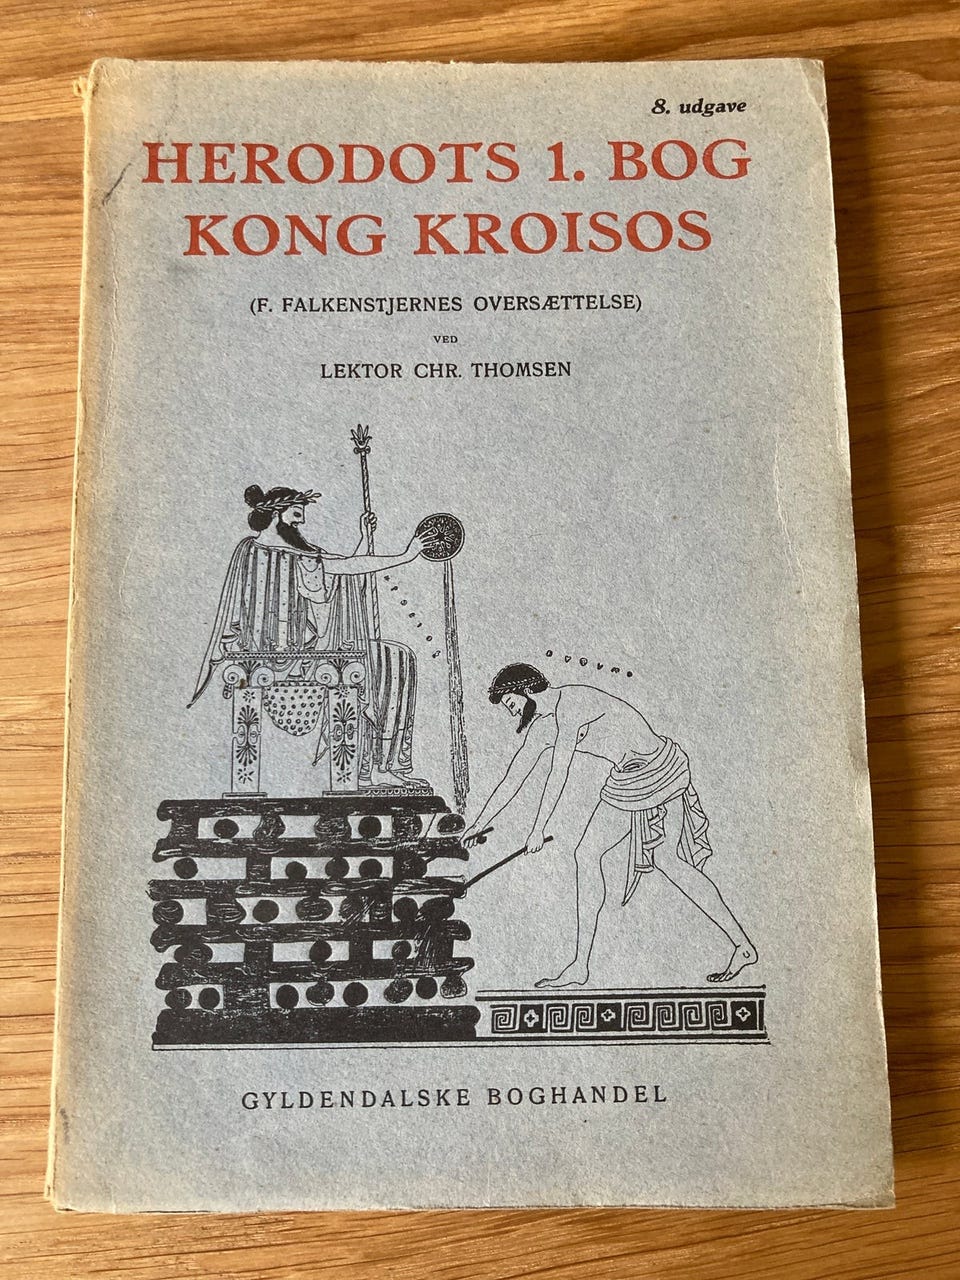 8. udgave
HERODOTS 1. BOG
KONG KROISOS
(F. FALKENSTJERNES OVERSÆTTELSE)
VED
LEKTOR CHR. THOMSEN
GYLDENDALSKE BOGHANDEL